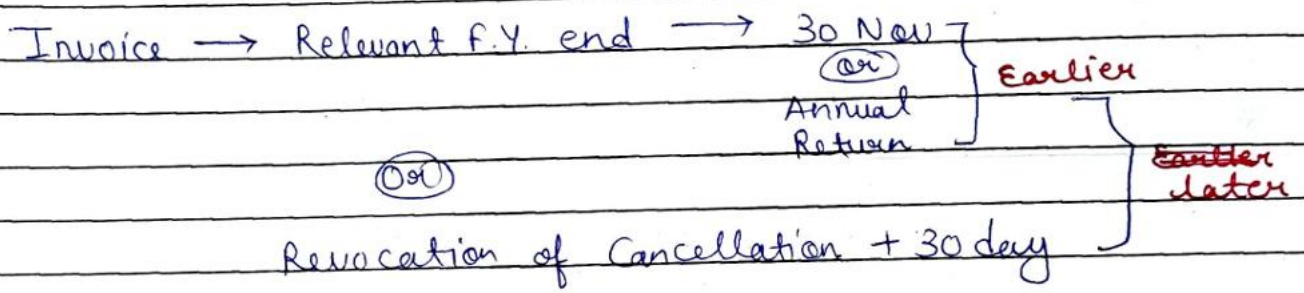 Invoice → Relevant F.Y. end → 30 Nov
(or)
Earlier
Annual
Return
(Or)
Earlier
later
Revocation of Cancellation + 30 day